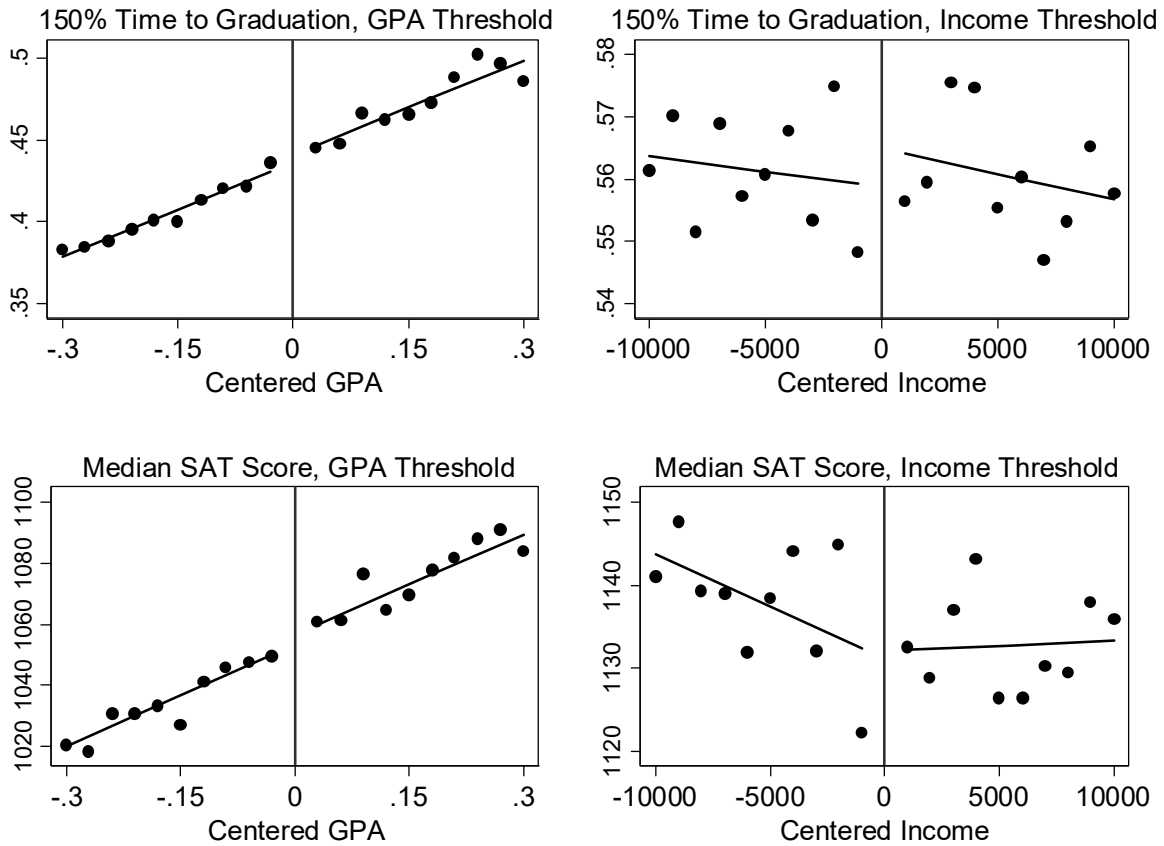 150% Time to Graduation, GPA Threshold
.5
.45
.4
.35
-.3 -.15 0 .15 .3
Centered GPA
150% Time to Graduation, Income Threshold
.58
.57
.56
.55
.54
-10000 -5000 0 5000 10000
Centered Income
Median SAT Score, GPA Threshold
1100
1080
1060
1040
1020
-.3 -.15 0 .15 .3
Centered GPA
Median SAT Score, Income Threshold
1150
1140
1130
1120
-10000 -5000 0 5000 10000
Centered Income